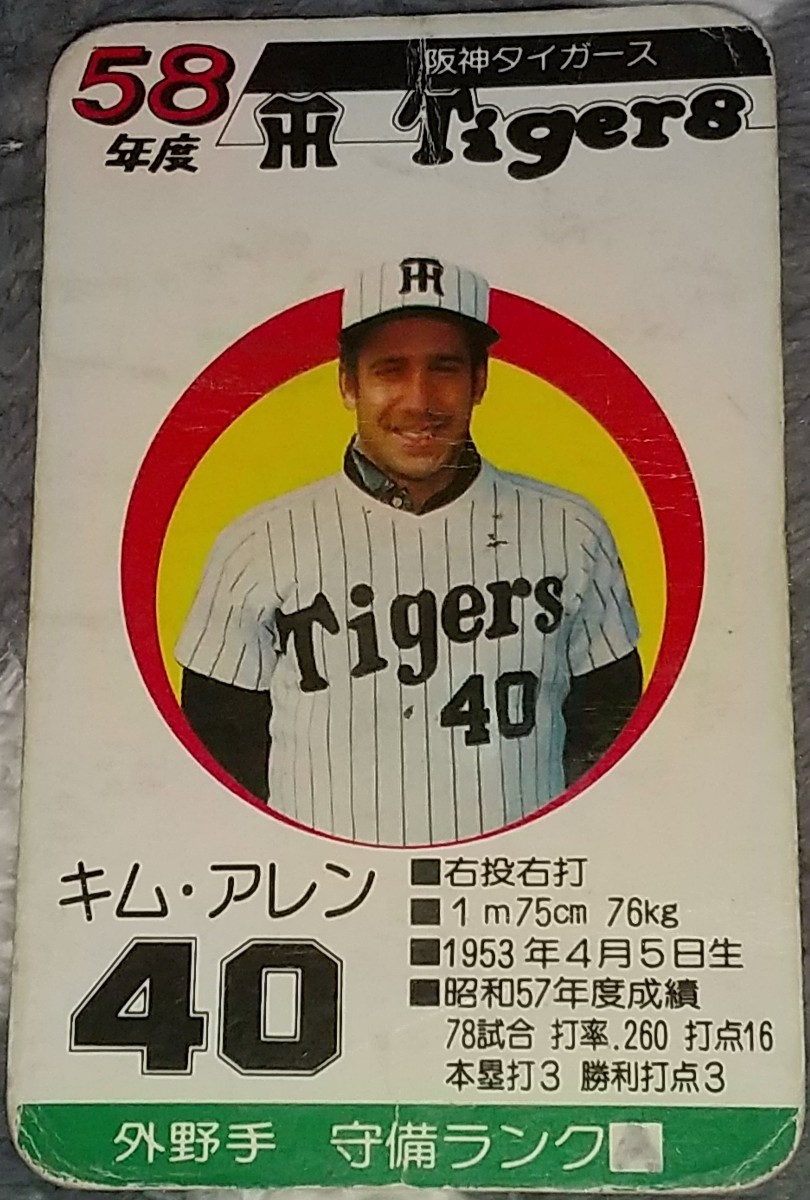 58
年度
阪神タイガース
TH Tigers
TH
Tigers
40
キム・アレン
40
■右投右打
■1m75cm 76kg
■1953年4月5日生
■昭和57年度成績
78試合 打率.260 打点16
本塁打3 勝利打点3
外野手 守備ランク